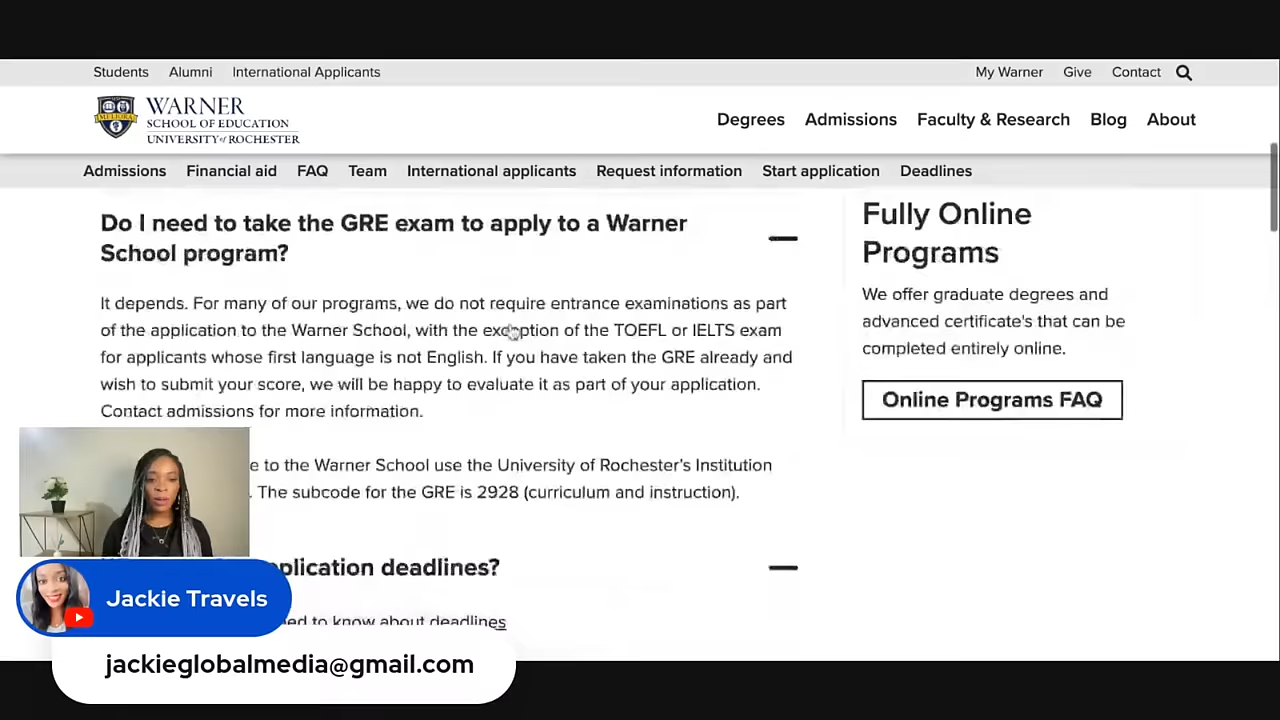 Students Alumni International Applicants My Warner Give Contact
WARNER
SCHOOL OF EDUCATION
UNIVERSITY of ROCHESTER
MELIORA
Degrees Admissions Faculty & Research Blog About
Admissions Financial aid FAQ Team International applicants Request information Start application Deadlines
Do I need to take the GRE exam to apply to a Warner
School program?
It depends. For many of our programs, we do not require entrance examinations as part
of the application to the Warner School, with the exception of the TOEFL or IELTS exam
for applicants whose first language is not English. If you have taken the GRE already and
wish to submit your score, we will be happy to evaluate it as part of your application.
Contact admissions for more information.
e to the Warner School use the University of Rochester's Institution
. The subcode for the GRE is 2928 (curriculum and instruction).
plication deadlines?
ed to know about deadlines
Fully Online
Programs
We offer graduate degrees and
advanced certificate's that can be
completed entirely online.
Online Programs FAQ
Jackie Travels
jackieglobalmedia@gmail.com